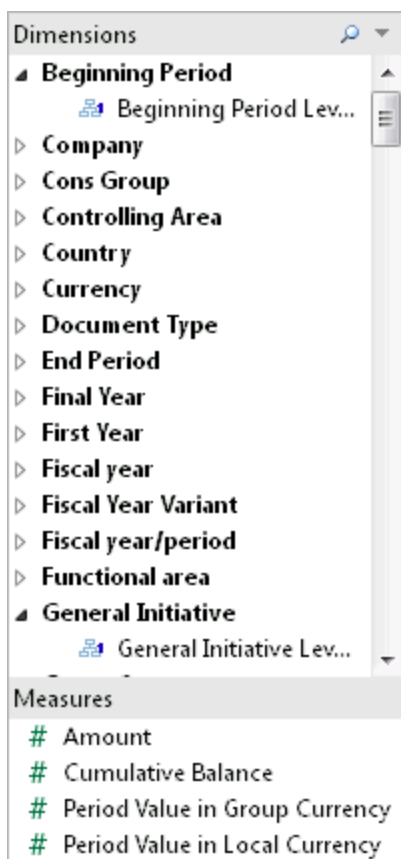 Dimensions
Beginning Period
Beginning Period Lev...
Company
Cons Group
Controlling Area
Country
Currency
Document Type
End Period
Final Year
First Year
Fiscal year
Fiscal Year Variant
Fiscal year/period
Functional area
General Initiative
General Initiative Lev...
Measures
# Amount
# Cumulative Balance
# Period Value in Group Currency
# Period Value in Local Currency